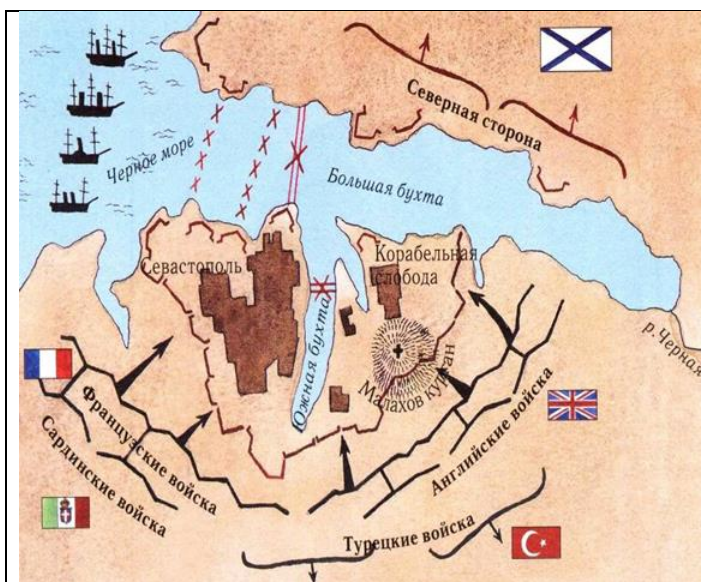 Северная сторона
Черное море
Большая бухта
Севастополь
Корабельная
слобода
р. Черная
Южная бухта
Малахов курган
Французские войска
Сардинские войска
Английские войска
Турецкие войска